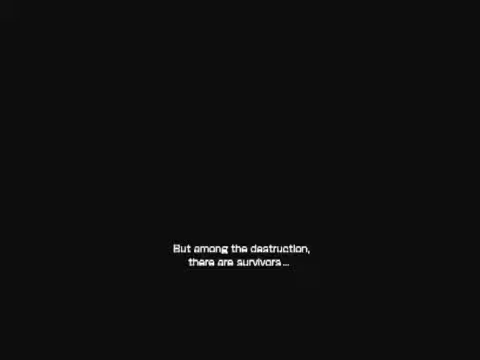 But among the destruction,
there are survivors...